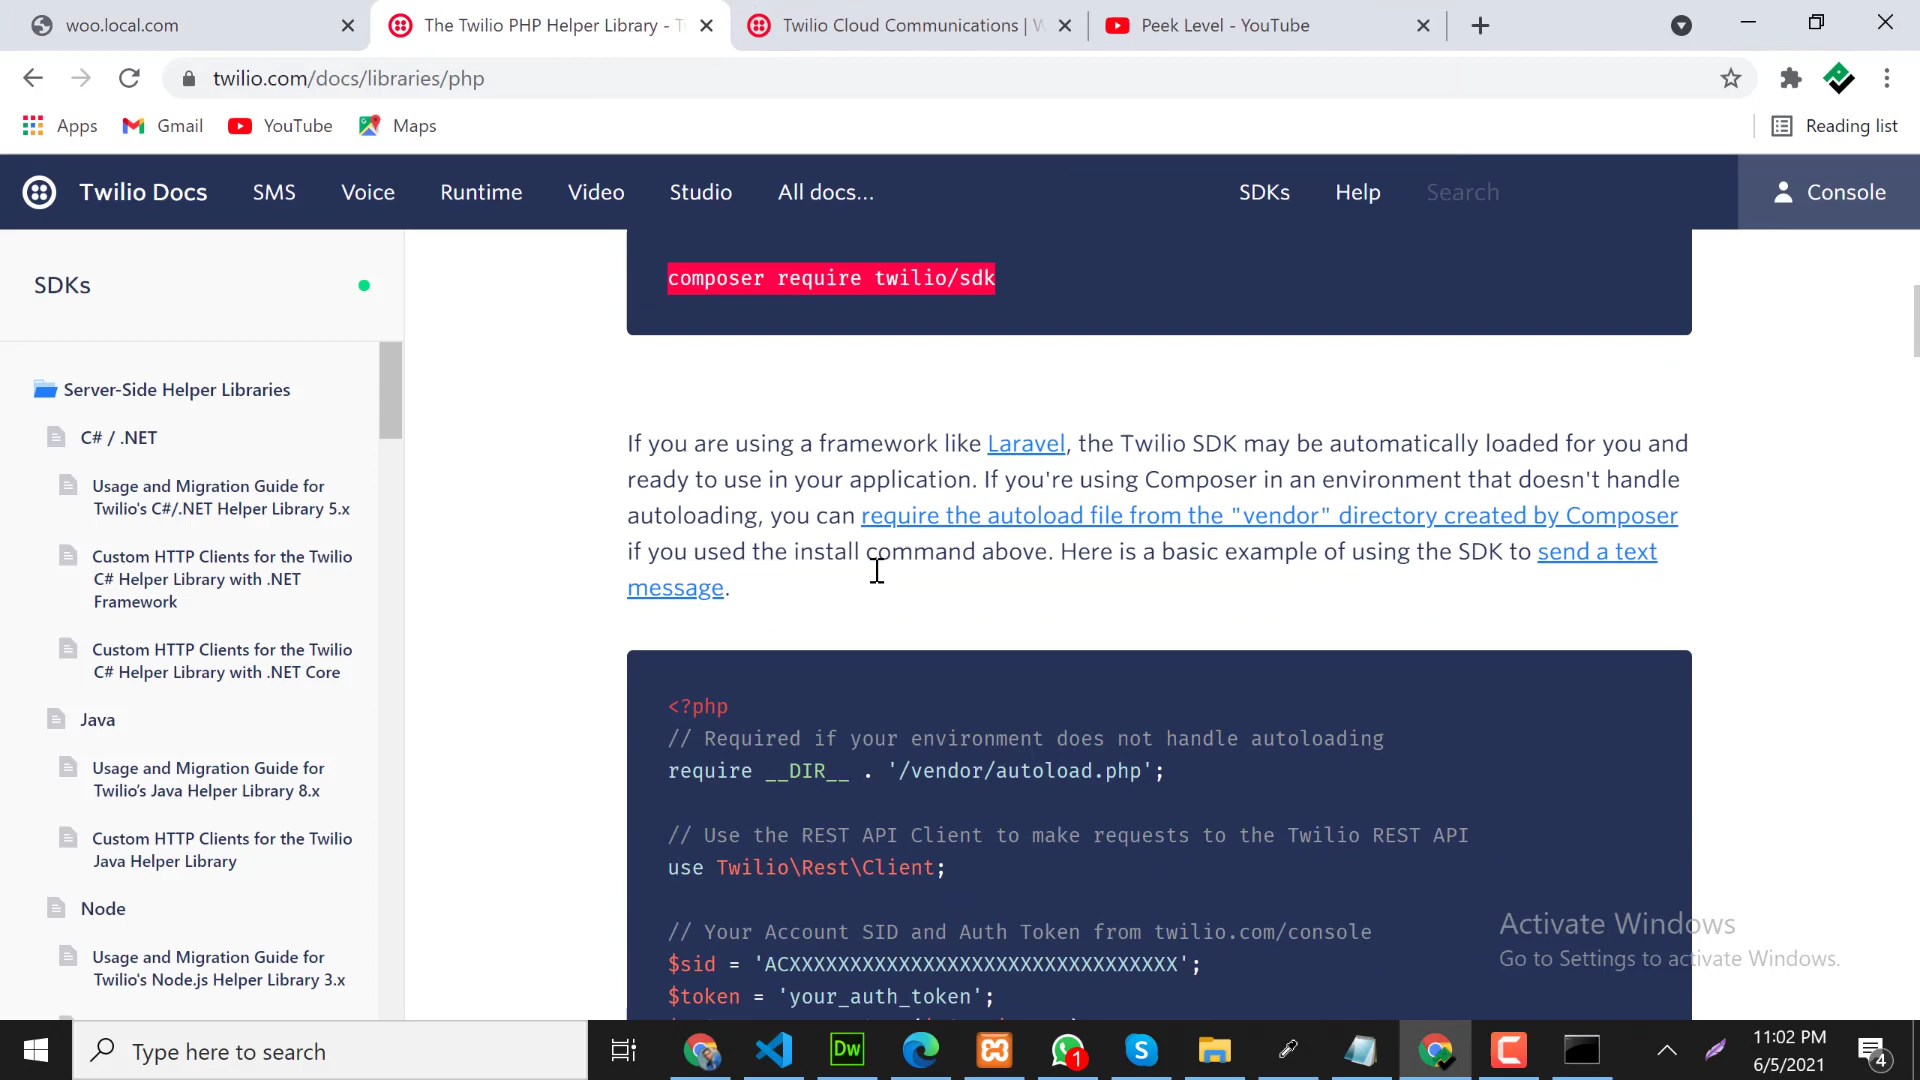 woo.local.com
The Twilio PHP Helper Library - T
Twilio Cloud Communications | W
Peek Level - YouTube
twilio.com/docs/libraries/php
Apps
Gmail
YouTube
Maps
Reading list
Twilio Docs
SMS
Voice
Runtime
Video
Studio
All docs...
SDKs
Help
Search
Console
SDKs
Server-Side Helper Libraries
C# / .NET
Usage and Migration Guide for
Twilio's C#/.NET Helper Library 5.x
Custom HTTP Clients for the Twilio
C# Helper Library with .NET
Framework
Custom HTTP Clients for the Twilio
C# Helper Library with .NET Core
Java
Usage and Migration Guide for
Twilio's Java Helper Library 8.x
Custom HTTP Clients for the Twilio
Java Helper Library
Node
Usage and Migration Guide for
Twilio's Node.js Helper Library 3.x
composer require twilio/sdk
If you are using a framework like Laravel, the Twilio SDK may be automatically loaded for you and
ready to use in your application. If you're using Composer in an environment that doesn't handle
autoloading, you can require the autoload file from the "vendor" directory created by Composer
if you used the install command above. Here is a basic example of using the SDK to send a text
message.
<?php
// Required if your environment does not handle autoloading
require __DIR__ . '/vendor/autoload.php';
// Use the REST API Client to make requests to the Twilio REST API
use Twilio\Rest\Client;
// Your Account SID and Auth Token from twilio.com/console
$sid = 'ACXXXXXXXXXXXXXXXXXXXXXXXXXXXXXXXX';
$token = 'your_auth_token';
Activate Windows
Go to Settings to activate Windows.
Type here to search
Dw
1
S
11:02 PM
6/5/2021
4